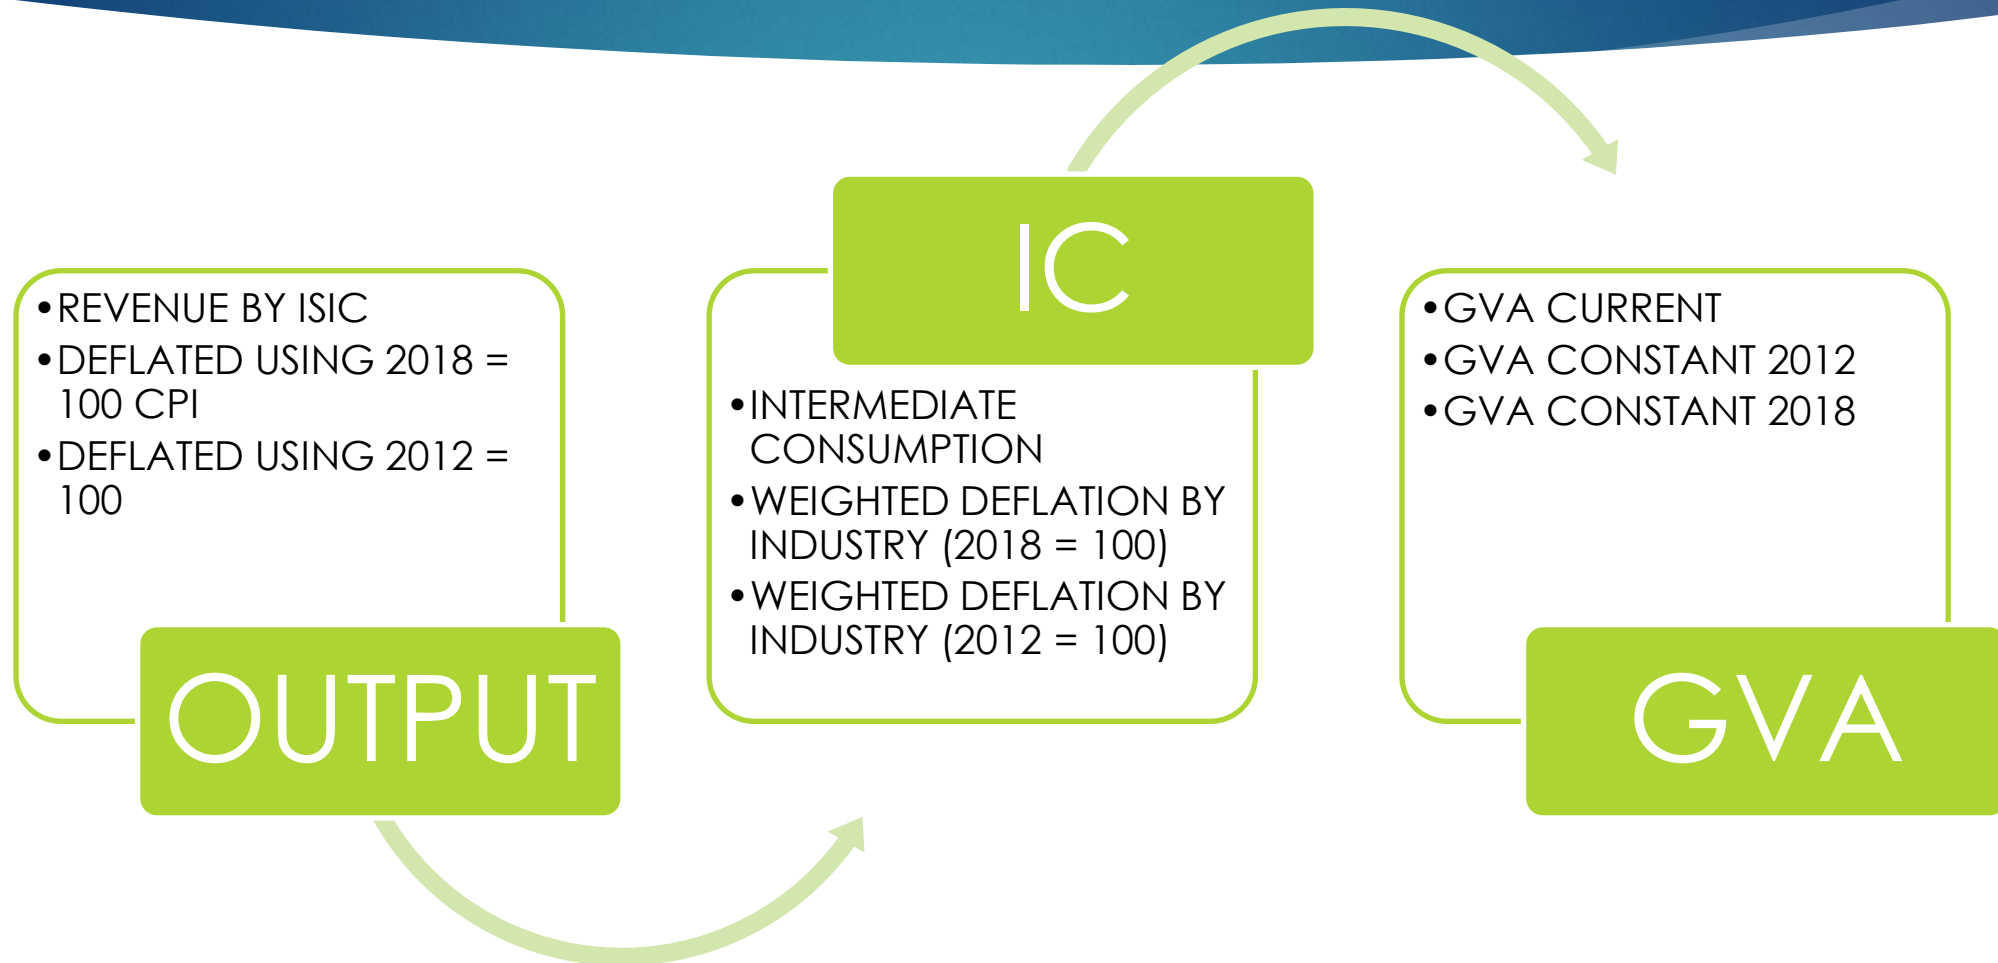 •REVENUE BY ISIC
•DEFLATED USING 2018 =
100 CPI
•DEFLATED USING 2012 =
100
OUTPUT
IC
•INTERMEDIATE
CONSUMPTION
•WEIGHTED DEFLATION BY
INDUSTRY (2018 = 100)
•WEIGHTED DEFLATION BY
INDUSTRY (2012 = 100)
•GVA CURRENT
•GVA CONSTANT 2012
•GVA CONSTANT 2018
GVA